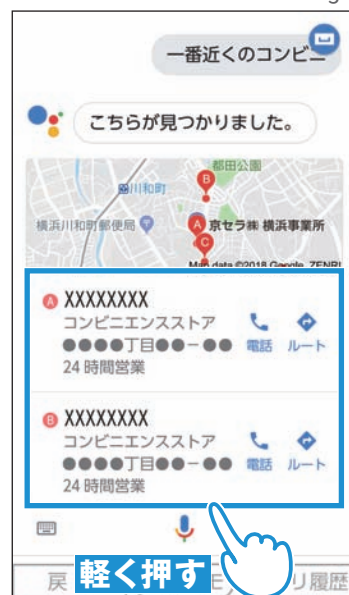 一番近くのコンビニ
こちらが見つかりました。
都田公園
川和町
B
横浜川和町郵便局
A 京セラ㈱ 横浜事業所
C
Map data ©2018 Google, ZENRI
A XXXXXXXX
コンビニエンスストア
●●●●丁目●●−●● 電話 ルート
24 時間営業
B XXXXXXXX
コンビニエンスストア
●●●●丁目●●−●● 電話 ルート
24 時間営業
戻 モ リ履歴
軽く押す